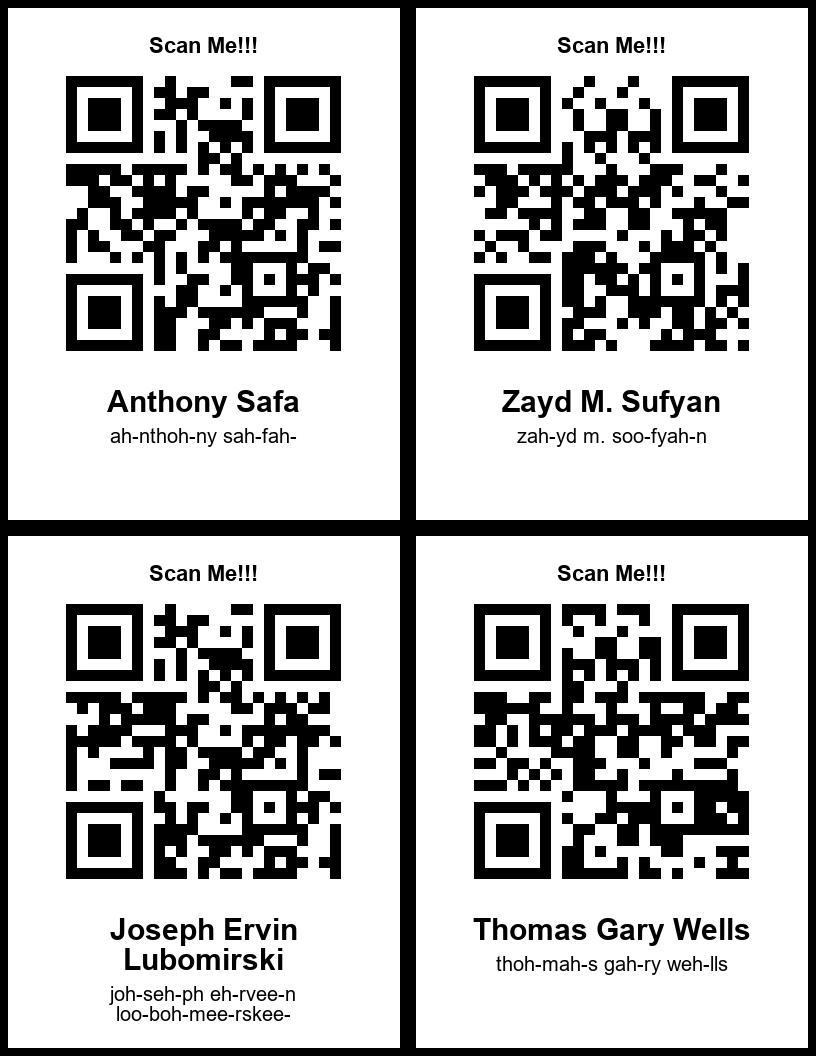 Scan Me!!!
Anthony Safa
ah-nthoh-ny sah-fah-
Scan Me!!!
Zayd M. Sufyan
zah-yd m. soo-fyah-n
Scan Me!!!
Joseph Ervin
Lubomirski
joh-seh-ph eh-rvee-n
loo-boh-mee-rskee-
Scan Me!!!
Thomas Gary Wells
thoh-mah-s gah-ry weh-lls